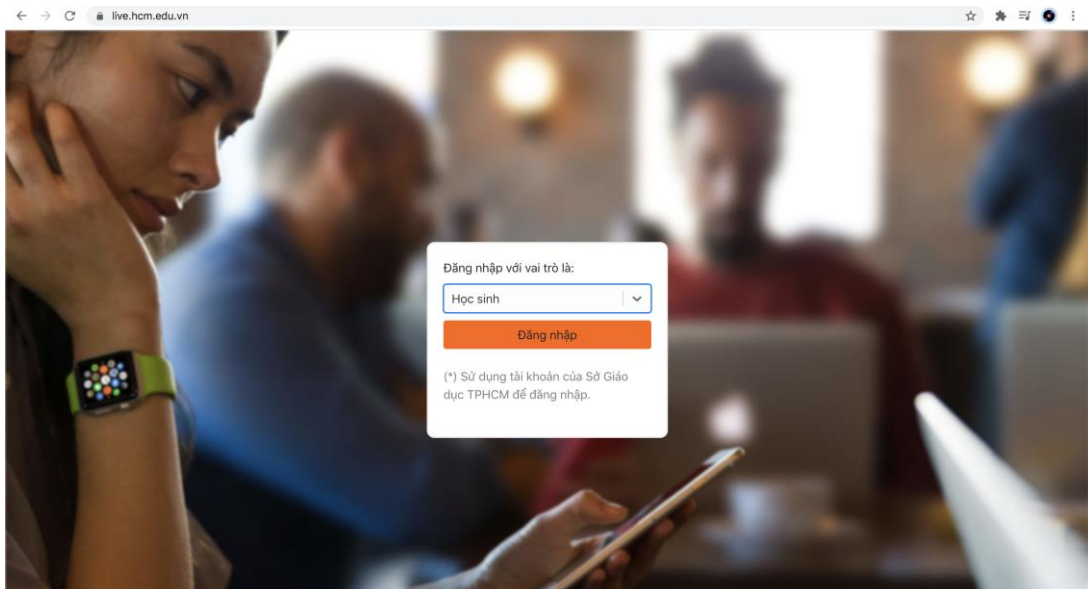 live.hcm.edu.vn
Đăng nhập với vai trò là:
Học sinh
Đăng nhập
(*) Sử dụng tài khoản của Sở Giáo
dục TPHCM để đăng nhập.